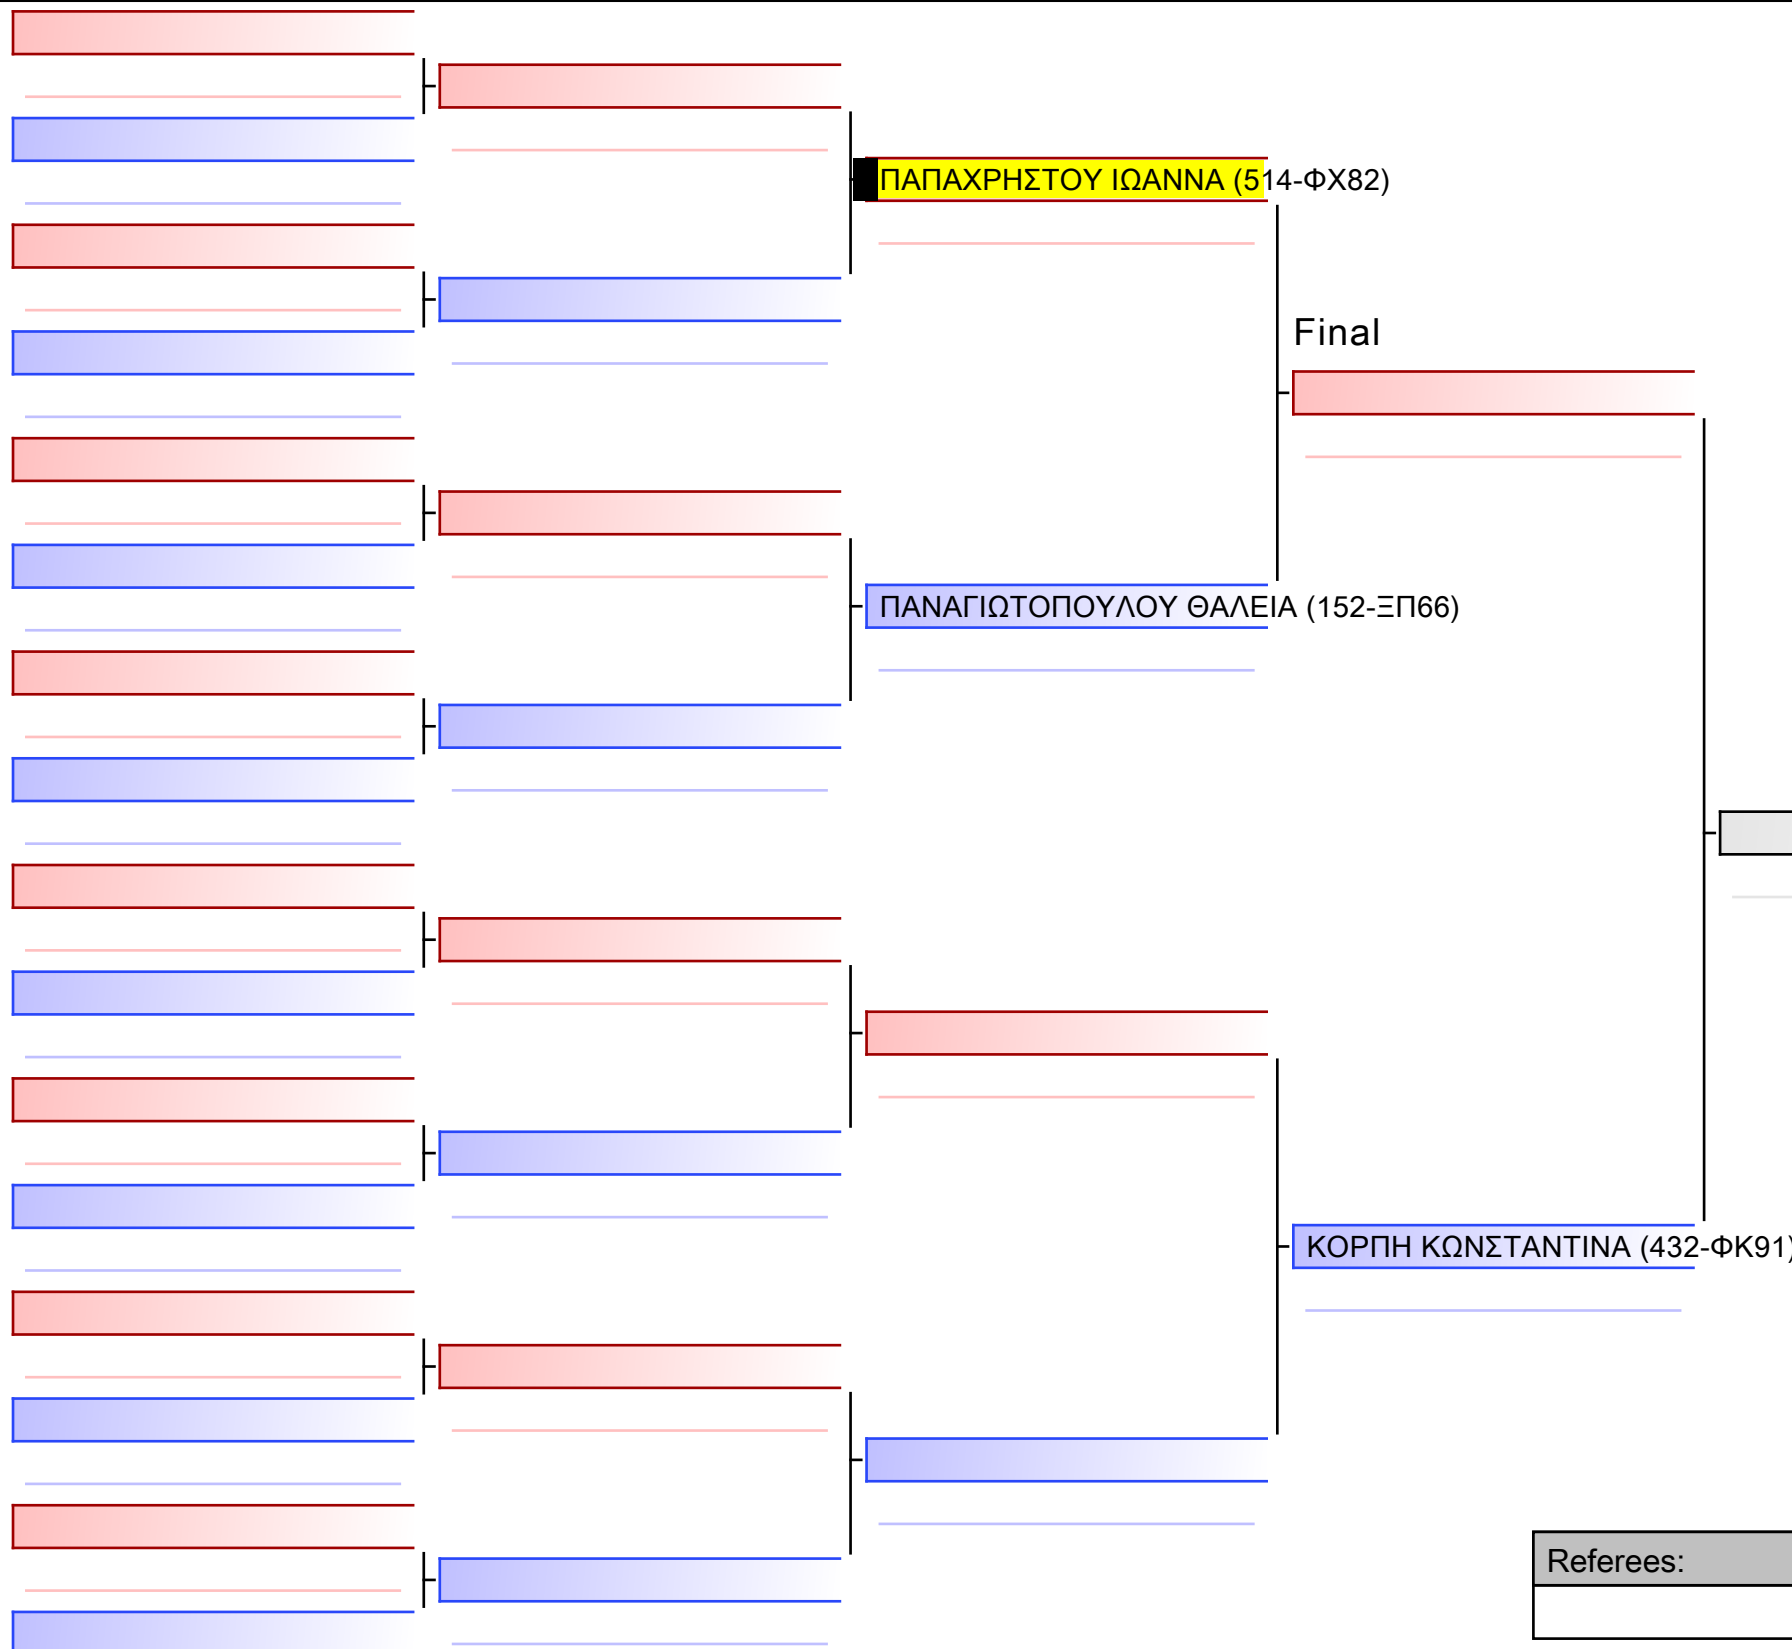 ΠΑΠΑΧΡΗΣΤΟΥ ΙΩΑΝΝΑ (514-ΦΧ82)
Final
ΠΑΝΑΓΙΩΤΟΠΟΥΛΟΥ ΘΑΛΕΙΑ (152-ΞΠ66)
ΚΟΡΠΗ ΚΩΝΣΤΑΝΤΙΝΑ (432-ΦΚ91)
Referees: